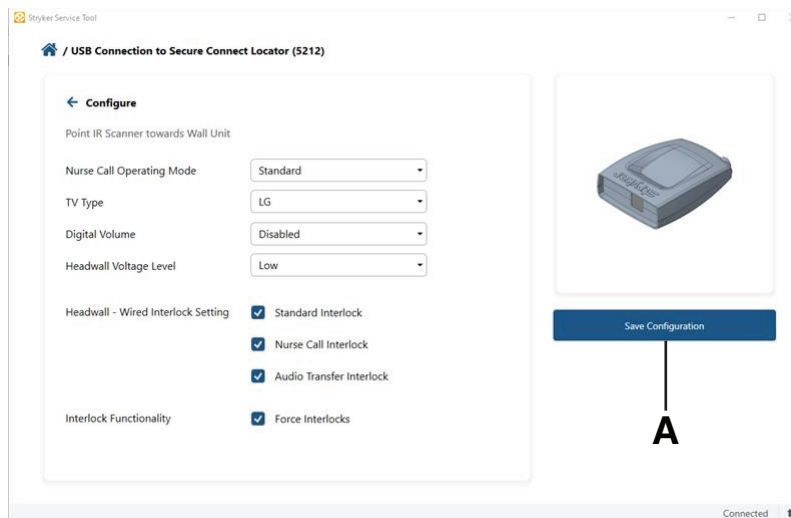 Stryker Service Tool
/ USB Connection to Secure Connect Locator (5212)
Configure
Point IR Scanner towards Wall Unit
Nurse Call Operating Mode Standard
TV Type LG
Digital Volume Disabled
Headwall Voltage Level Low
Headwall - Wired Interlock Setting Standard Interlock
Nurse Call Interlock
Audio Transfer Interlock
Interlock Functionality Force Interlocks
stryker
Save Configuration
A
Connected